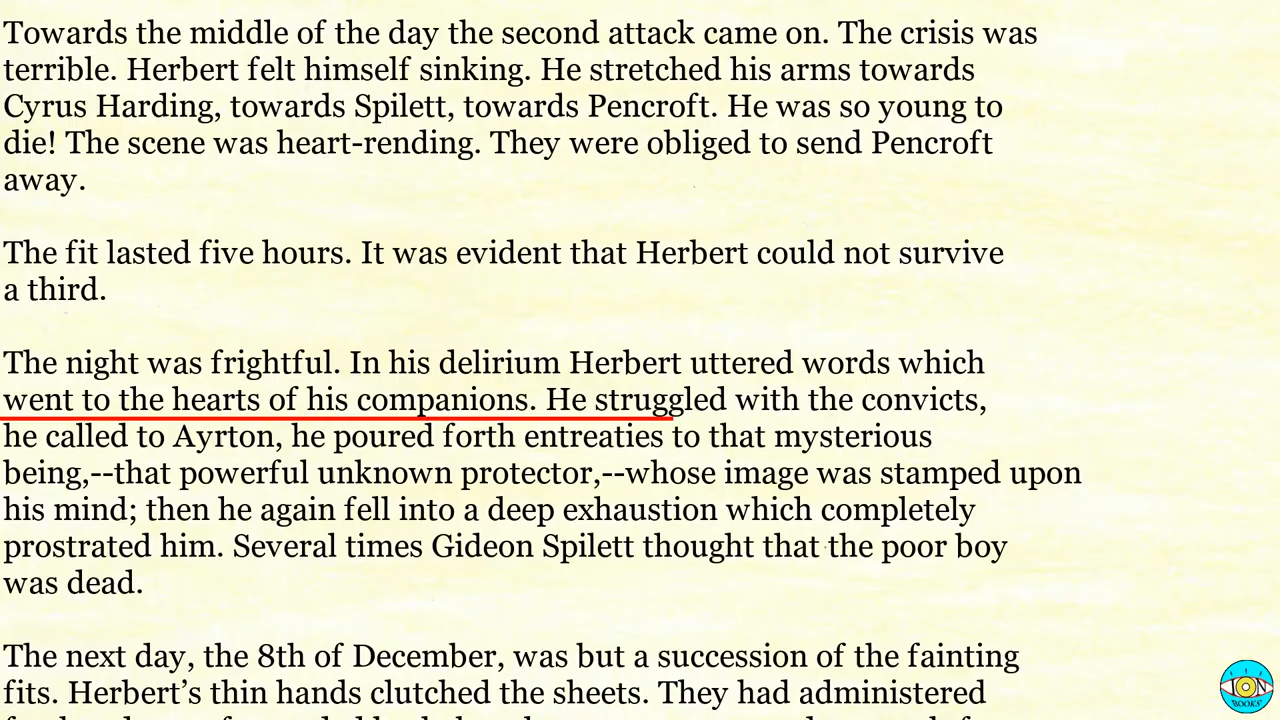 Towards the middle of the day the second attack came on. The crisis was
terrible. Herbert felt himself sinking. He stretched his arms towards
Cyrus Harding, towards Spilett, towards Pencroft. He was so young to
die! The scene was heart-rending. They were obliged to send Pencroft
away.
The fit lasted five hours. It was evident that Herbert could not survive
a third.
The night was frightful. In his delirium Herbert uttered words which
went to the hearts of his companions. He struggled with the convicts,
he called to Ayrton, he poured forth entreaties to that mysterious
being,--that powerful unknown protector,--whose image was stamped upon
his mind; then he again fell into a deep exhaustion which completely
prostrated him. Several times Gideon Spilett thought that the poor boy
was dead.
The next day, the 8th of December, was but a succession of the fainting
fits. Herbert’s thin hands clutched the sheets. They had administered
ION
BOOKS